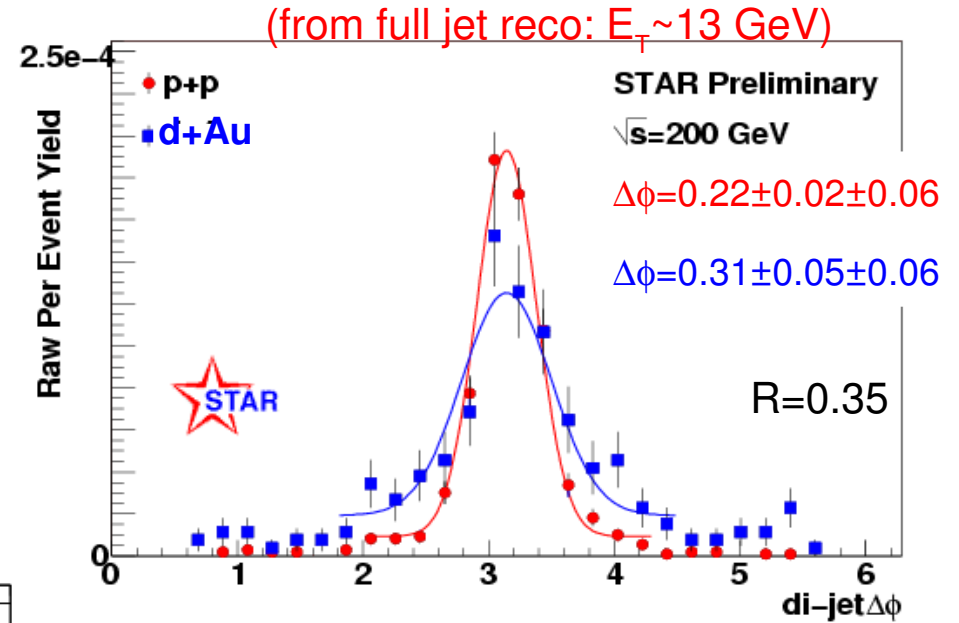 (from full jet reco: E_T~13 GeV)
2.5e−4
p+p
d+Au
STAR Preliminary
√s=200 GeV
Δϕ=0.22±0.02±0.06
Δϕ=0.31±0.05±0.06
R=0.35
STAR
Raw Per Event Yield
0
0 1 2 3 4 5 6
di−jetΔϕ